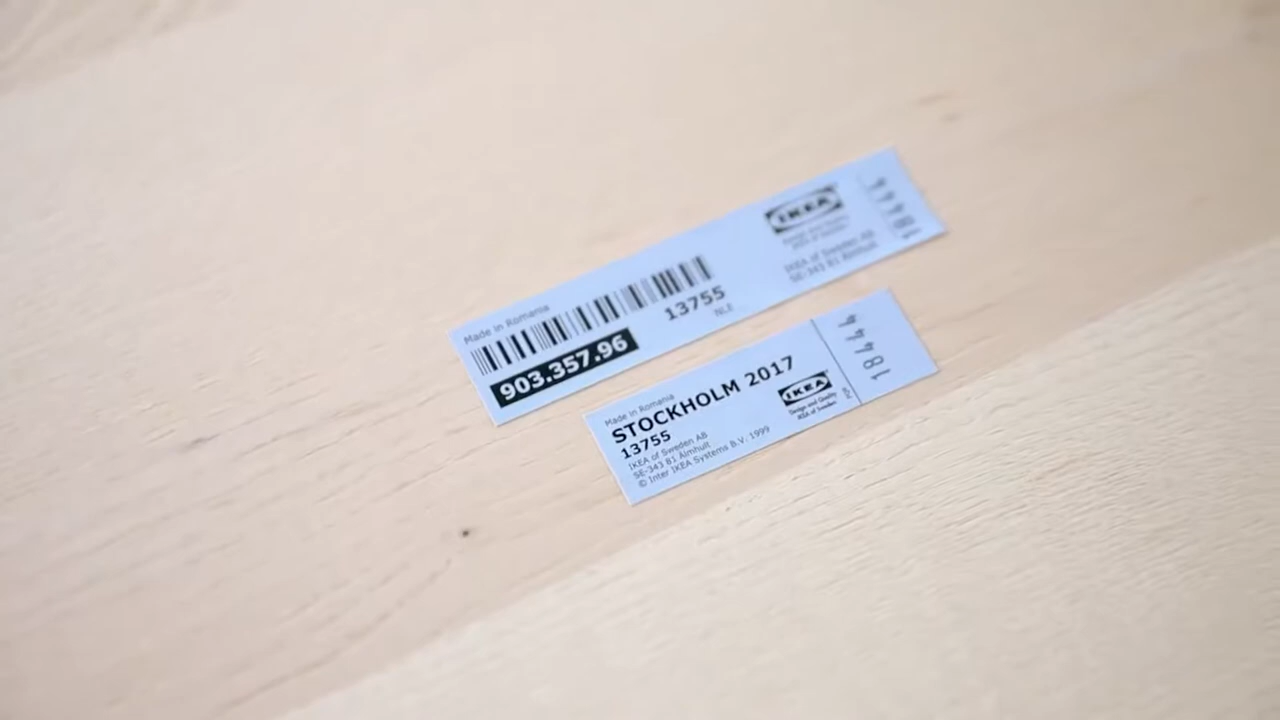 Made in Romania
903.357.96
13755
NLE
IKEA
IKEA of Sweden AB
SE-343 81 Älmhult
Made in Romania
STOCKHOLM 2017
13755
IKEA of Sweden AB
SE-343 81 Älmhult
© Inter IKEA Systems B.V. 1999
IKEA
Design and Quality
IKEA of Sweden
1844